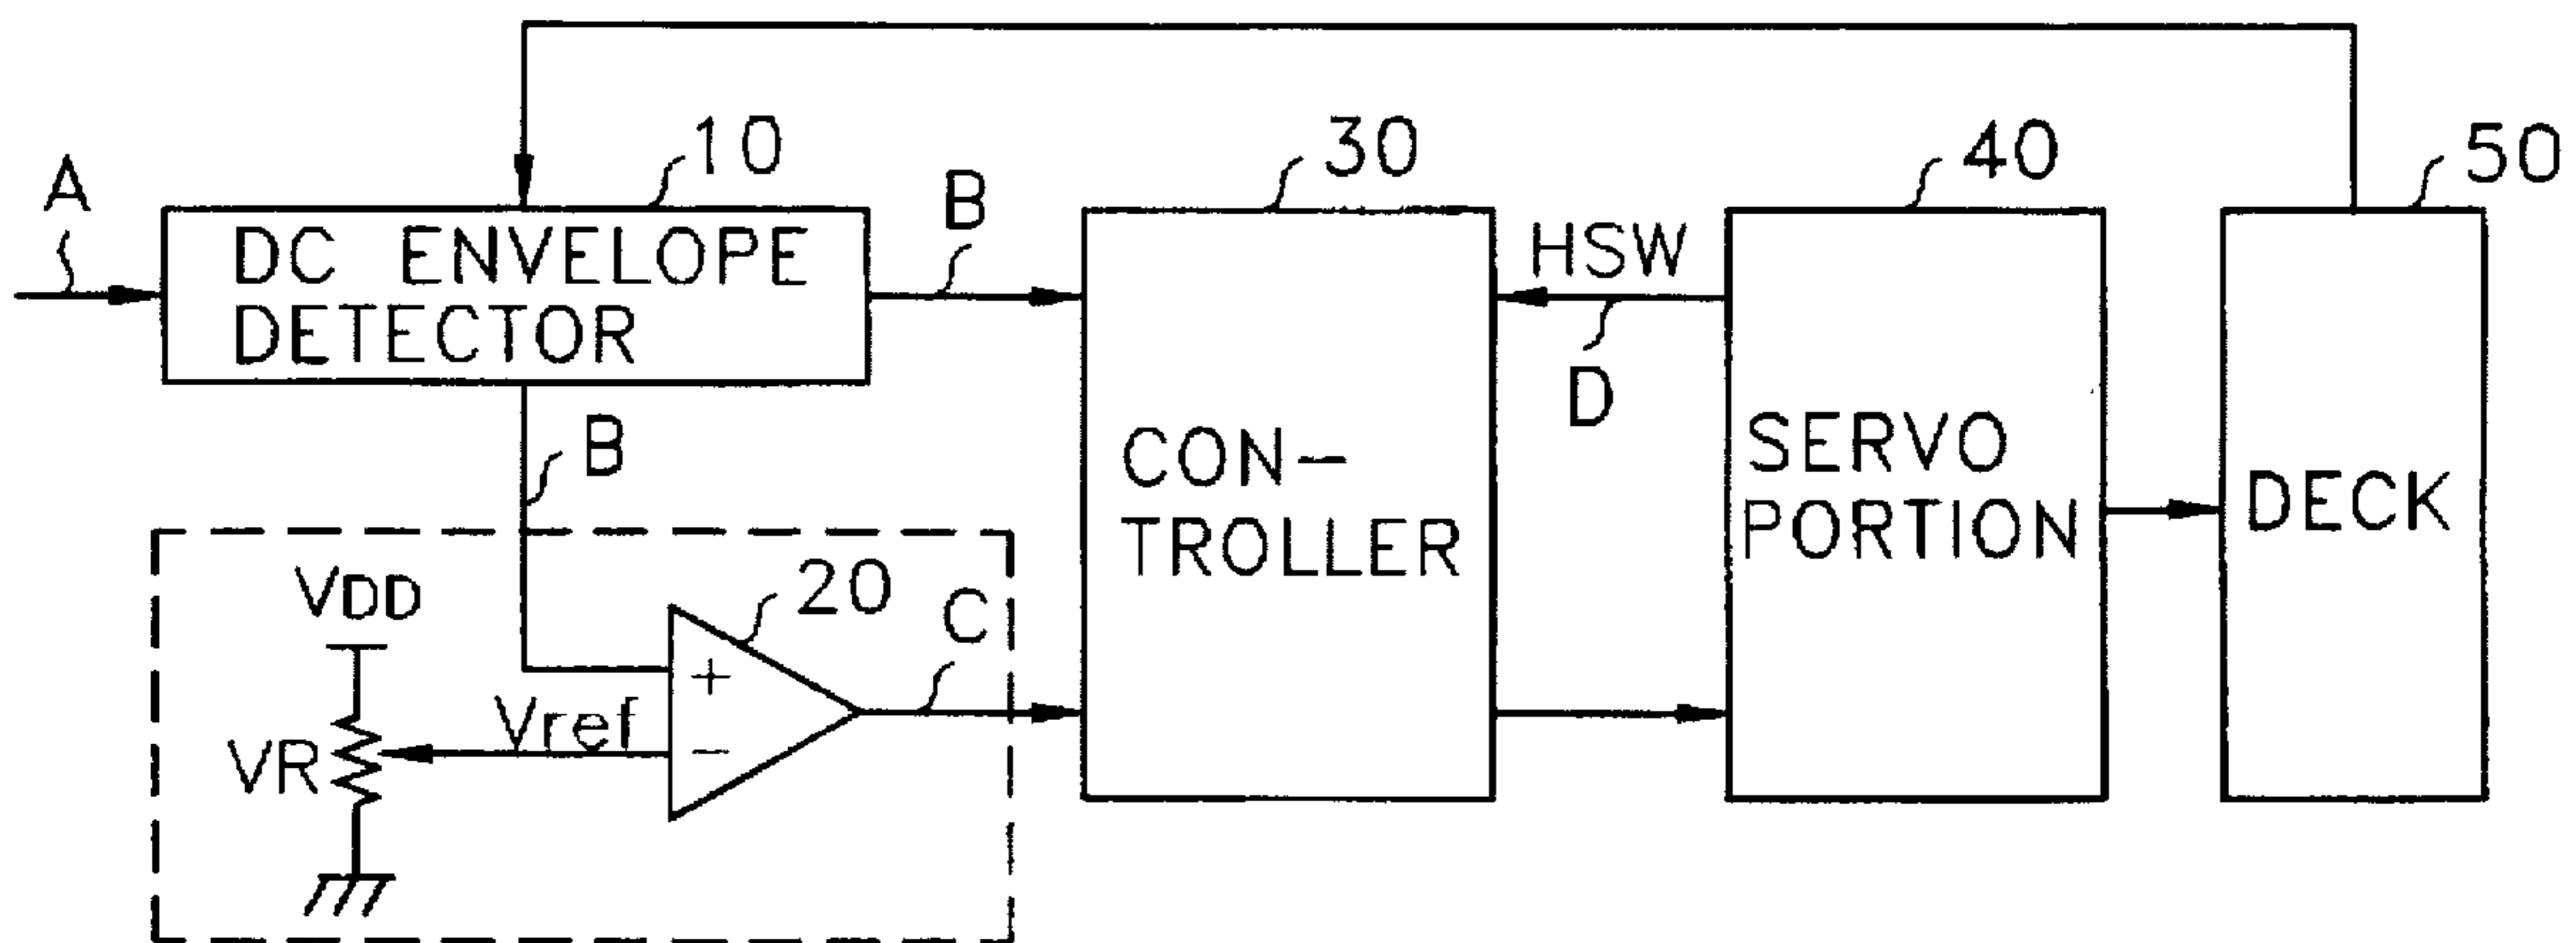 10
30
40
50
A
B
HSW
DC ENVELOPE
DETECTOR
D
B
CON-
TROLLER
SERVO
PORTION
DECK
VDD
20
C
+
Vref
VR
−